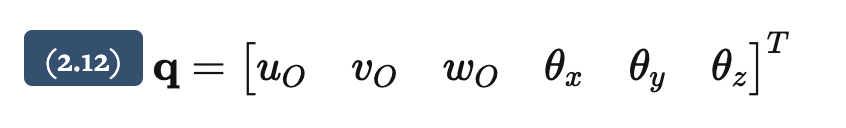 (2.12) q = [u_O v_O w_O θ_x θ_y θ_z]^T